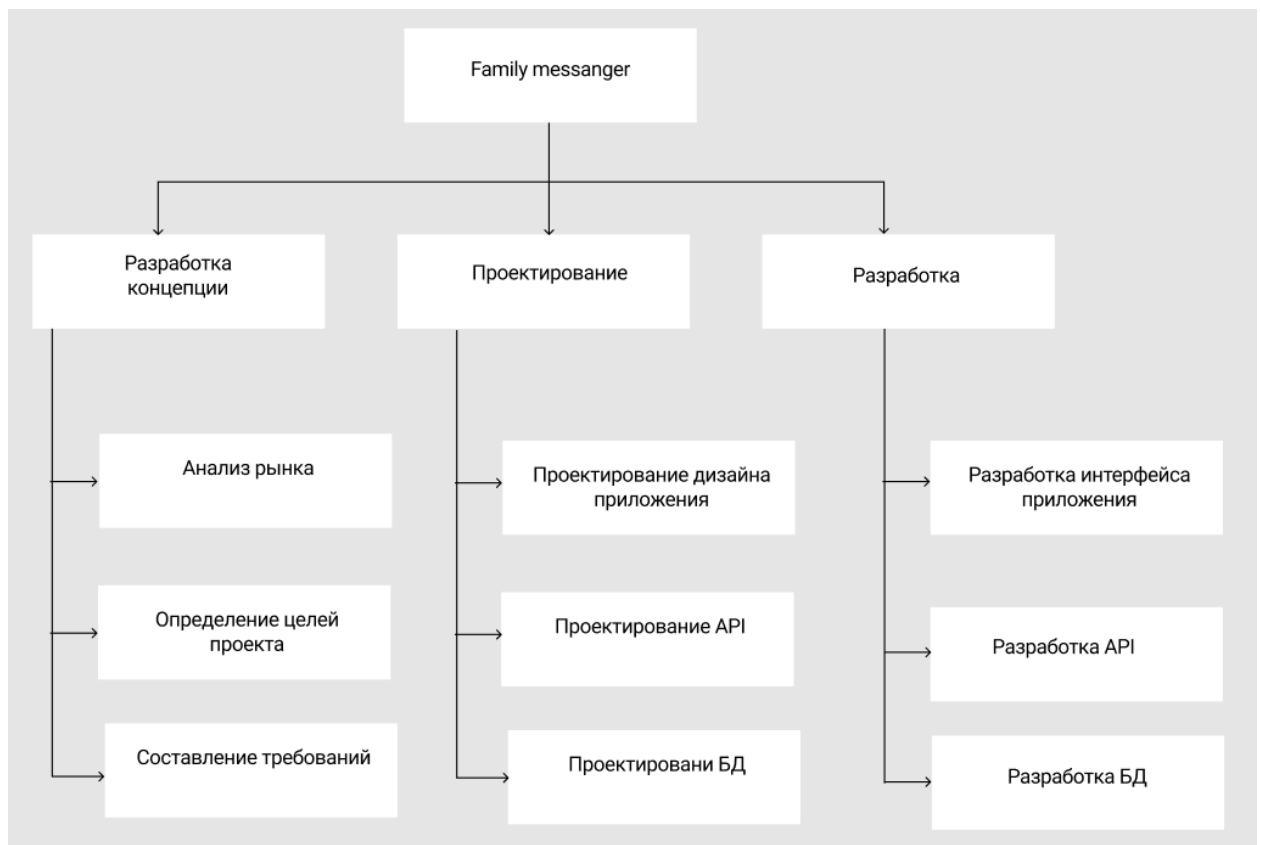 Family messanger
Разработка
концепции
Проектирование
Разработка
Анализ рынка
Проектирование дизайна
приложения
Разработка интерфейса
приложения
Определение целей
проекта
Проектирование API
Разработка API
Составление требований
Проектировани БД
Разработка БД